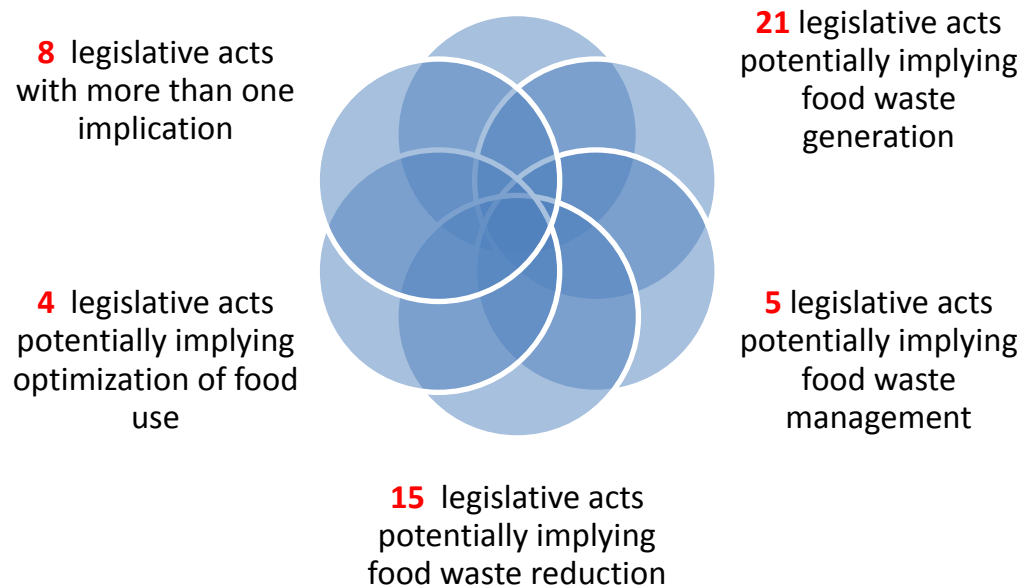 8 legislative acts
with more than one
implication
21 legislative acts
potentially implying
food waste
generation
4 legislative acts
potentially implying
optimization of food
use
5 legislative acts
potentially implying
food waste
management
15 legislative acts
potentially implying
food waste reduction